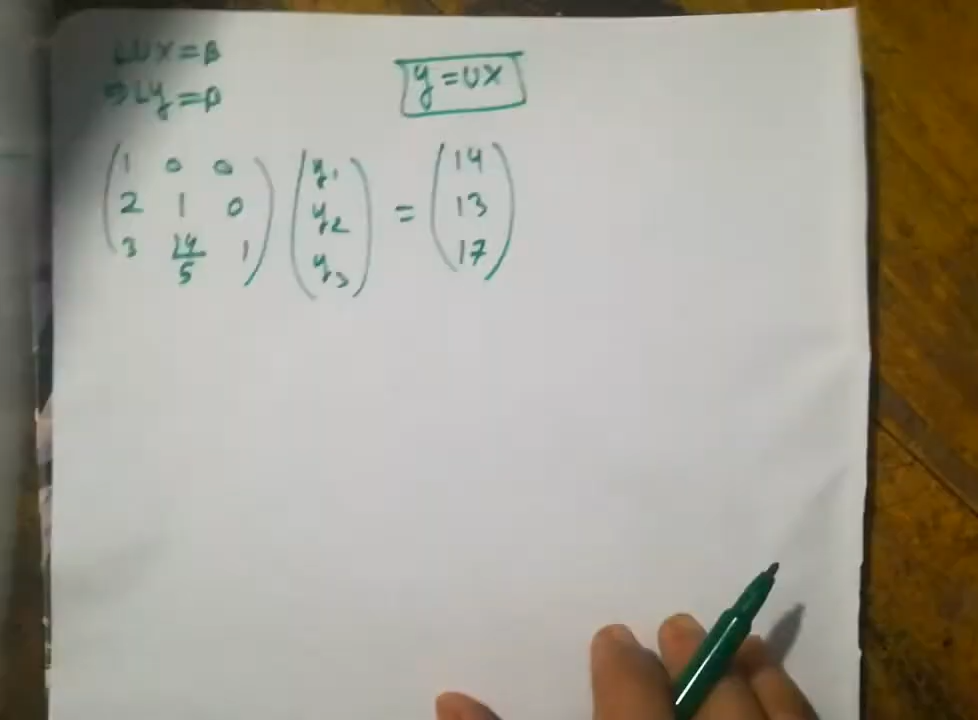 LUX=B
⇒LY=B
y=UX
(1 0 0) (y1) (14)
(2 1 0) (y2) = (13)
(3 14/5 1) (y3) (17)